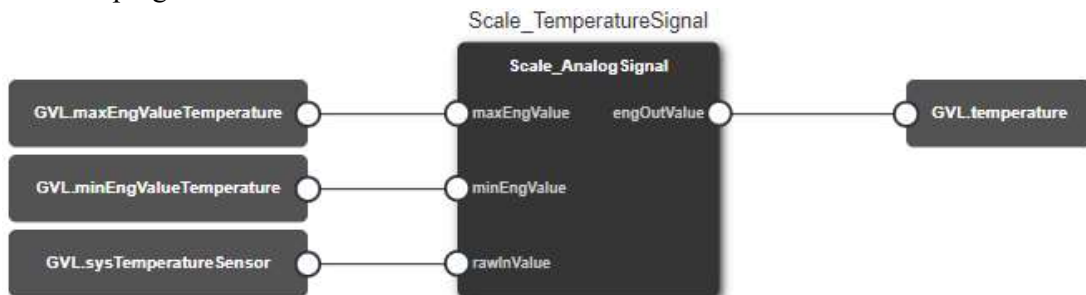 Scale_TemperatureSignal
Scale_AnalogSignal
GVL.maxEngValueTemperature maxEngValue engOutValue GVL.temperature
GVL.minEngValueTemperature minEngValue
GVL.sysTemperatureSensor rawInValue